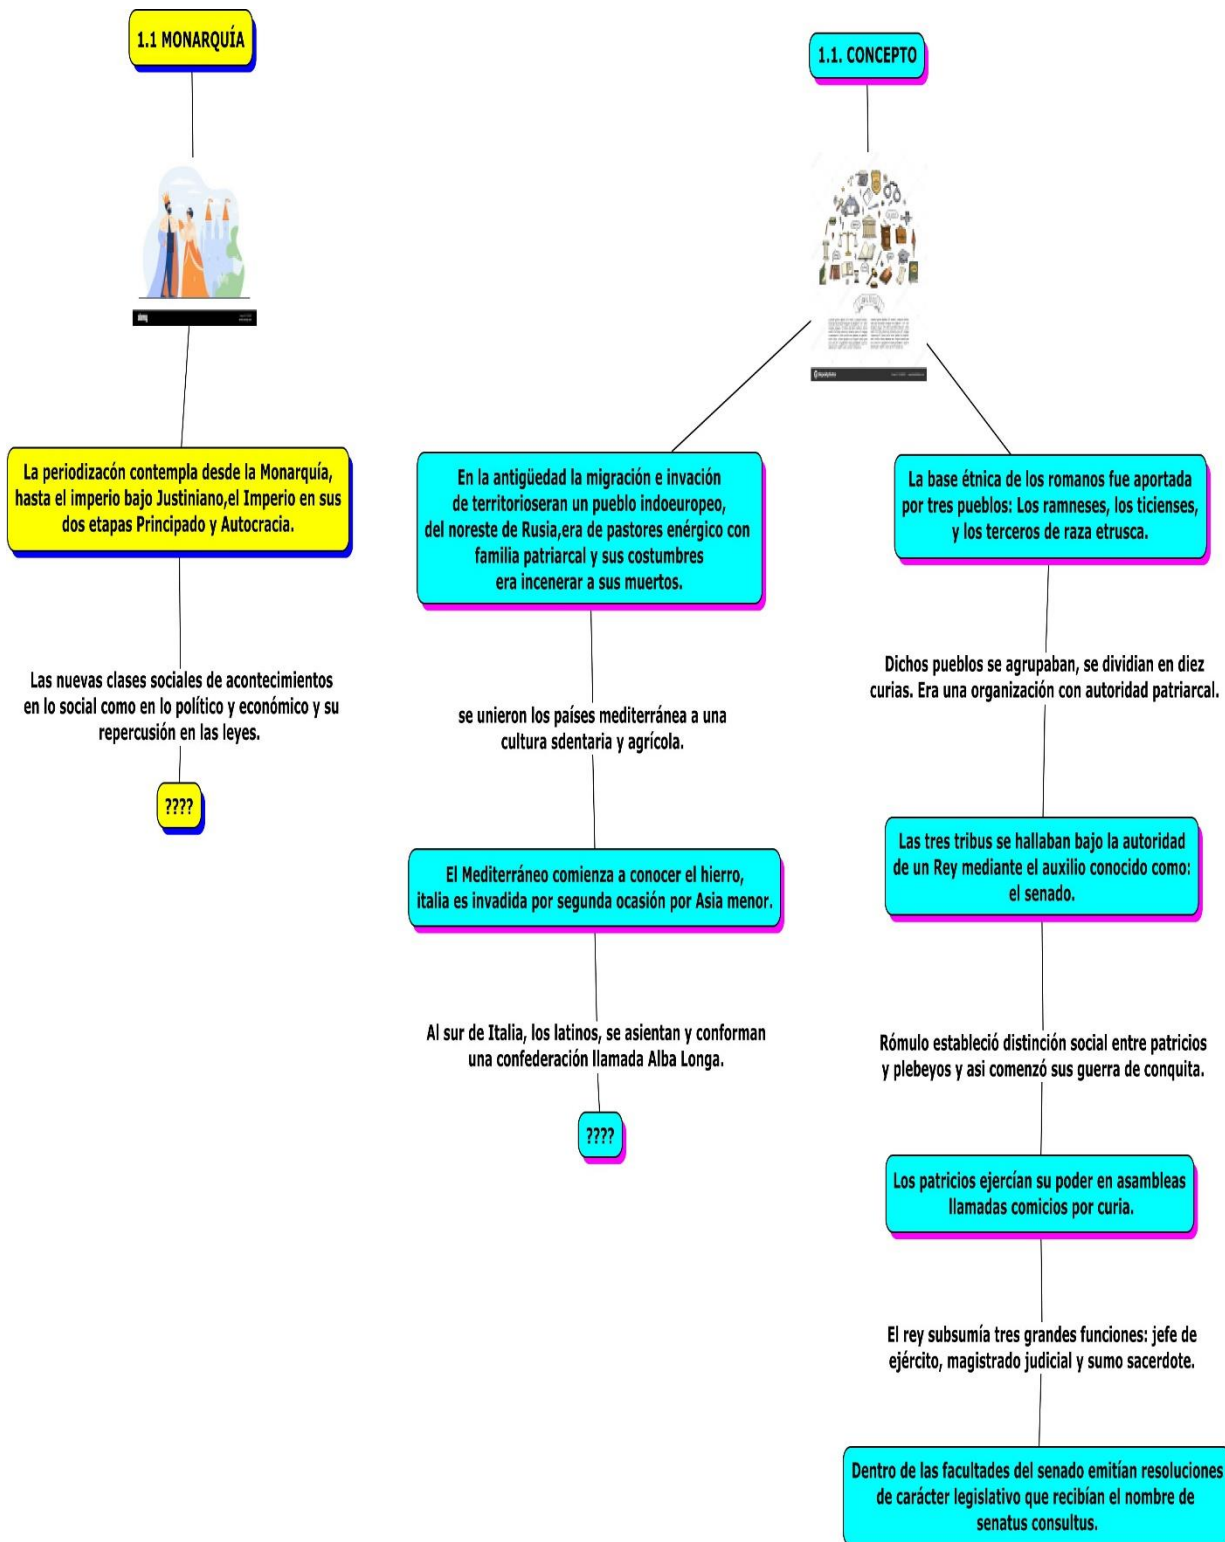 1.1 MONARQUÍA
La periodizacón contempla desde la Monarquía,
hasta el imperio bajo Justiniano,el Imperio en sus
dos etapas Principado y Autocracia.
Las nuevas clases sociales de acontecimientos
en lo social como en lo político y económico y su
repercusión en las leyes.
????
1.1. CONCEPTO
En la antigüedad la migración e invación
de territorioseran un pueblo indoeuropeo,
del noreste de Rusia,era de pastores enérgico con
familia patriarcal y sus costumbres
era incenerar a sus muertos.
se unieron los países mediterránea a una
cultura sdentaria y agrícola.
El Mediterráneo comienza a conocer el hierro,
italia es invadida por segunda ocasión por Asia menor.
Al sur de Italia, los latinos, se asientan y conforman
una confederación llamada Alba Longa.
????
La base étnica de los romanos fue aportada
por tres pueblos: Los ramneses, los ticienses,
y los terceros de raza etrusca.
Dichos pueblos se agrupaban, se dividian en diez
curias. Era una organización con autoridad patriarcal.
Las tres tribus se hallaban bajo la autoridad
de un Rey mediante el auxilio conocido como:
el senado.
Rómulo estableció distinción social entre patricios
y plebeyos y asi comenzó sus guerra de conquita.
Los patricios ejercían su poder en asambleas
llamadas comicios por curia.
El rey subsumía tres grandes funciones: jefe de
ejército, magistrado judicial y sumo sacerdote.
Dentro de las facultades del senado emitían resoluciones
de carácter legislativo que recibían el nombre de
senatus consultus.